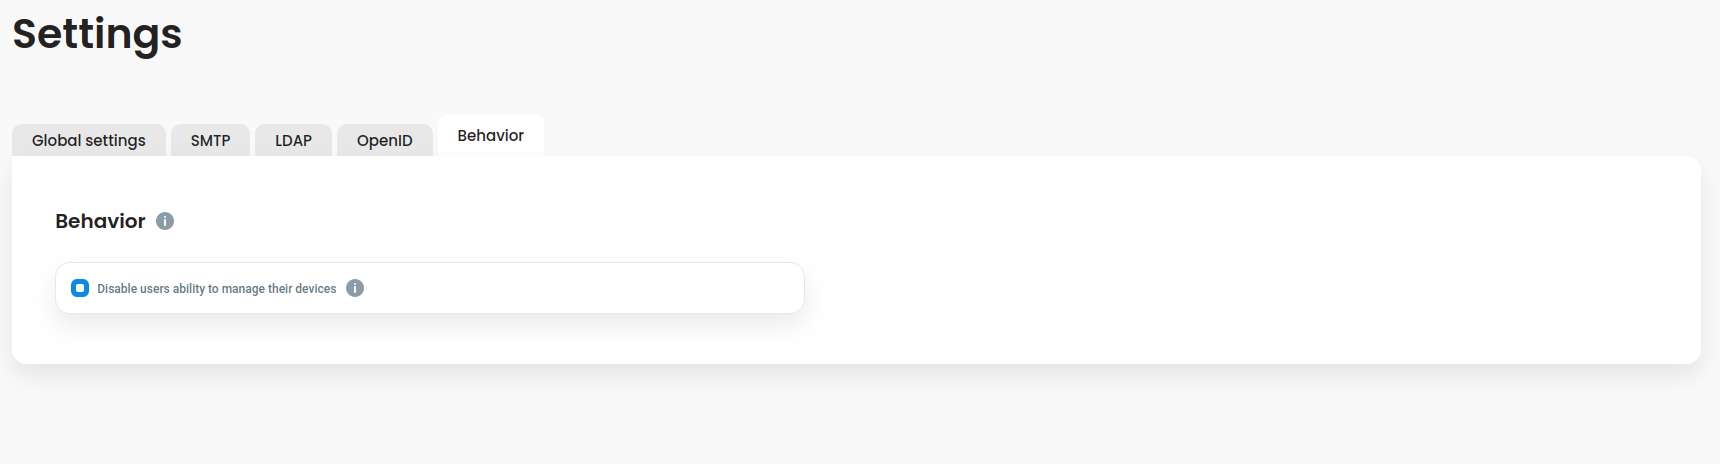 Settings
Global settings SMTP LDAP OpenID Behavior
Behavior
Disable users ability to manage their devices